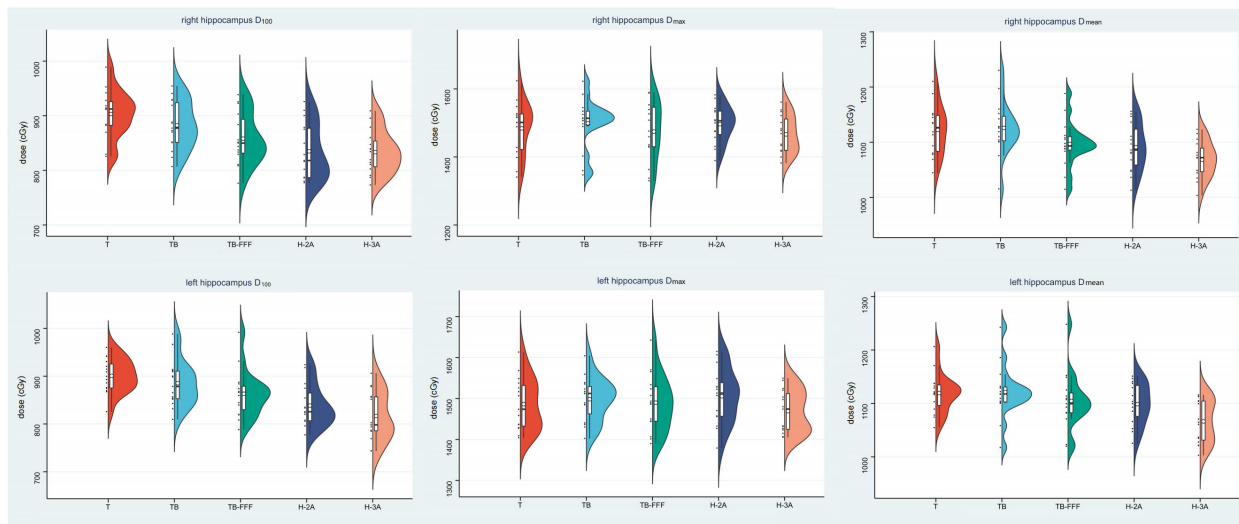 right hippocampus D100
dose (cGy)
1000
900
800
700
T TB TB-FFF H-2A H-3A
right hippocampus Dmax
dose (cGy)
1600
1400
1200
T TB TB-FFF H-2A H-3A
right hippocampus Dmean
dose (cGy)
1300
1200
1100
1000
T TB TB-FFF H-2A H-3A
left hippocampus D100
dose (cGy)
1000
900
800
700
T TB TB-FFF H-2A H-3A
left hippocampus Dmax
dose (cGy)
1700
1600
1500
1400
1300
T TB TB-FFF H-2A H-3A
left hippocampus Dmean
dose (cGy)
1300
1200
1100
1000
T TB TB-FFF H-2A H-3A